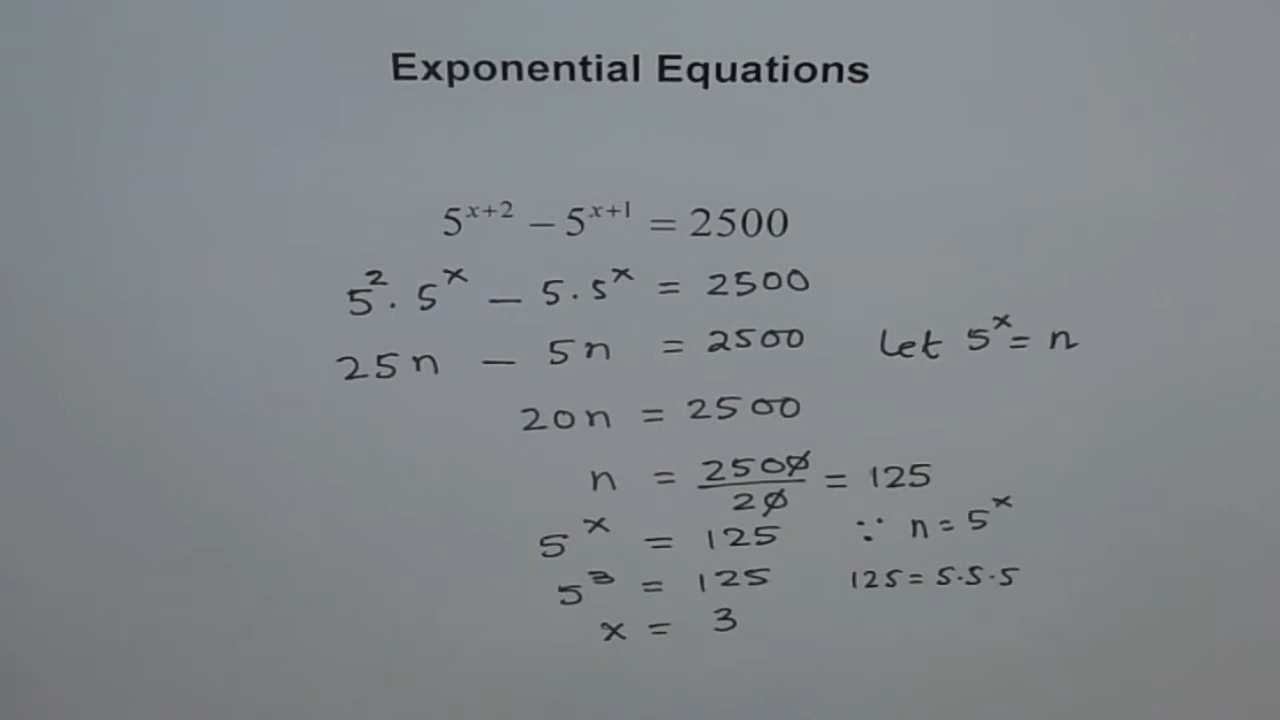 Exponential Equations
5^{x+2} − 5^{x+1} = 2500
5^2 · 5^x − 5 · 5^x = 2500
25n − 5n = 2500 Let 5^x = n
20n = 2500
n = 2500/20 = 125
5^x = 125 ∵ n = 5^x
5^3 = 125 125 = 5·5·5
x = 3